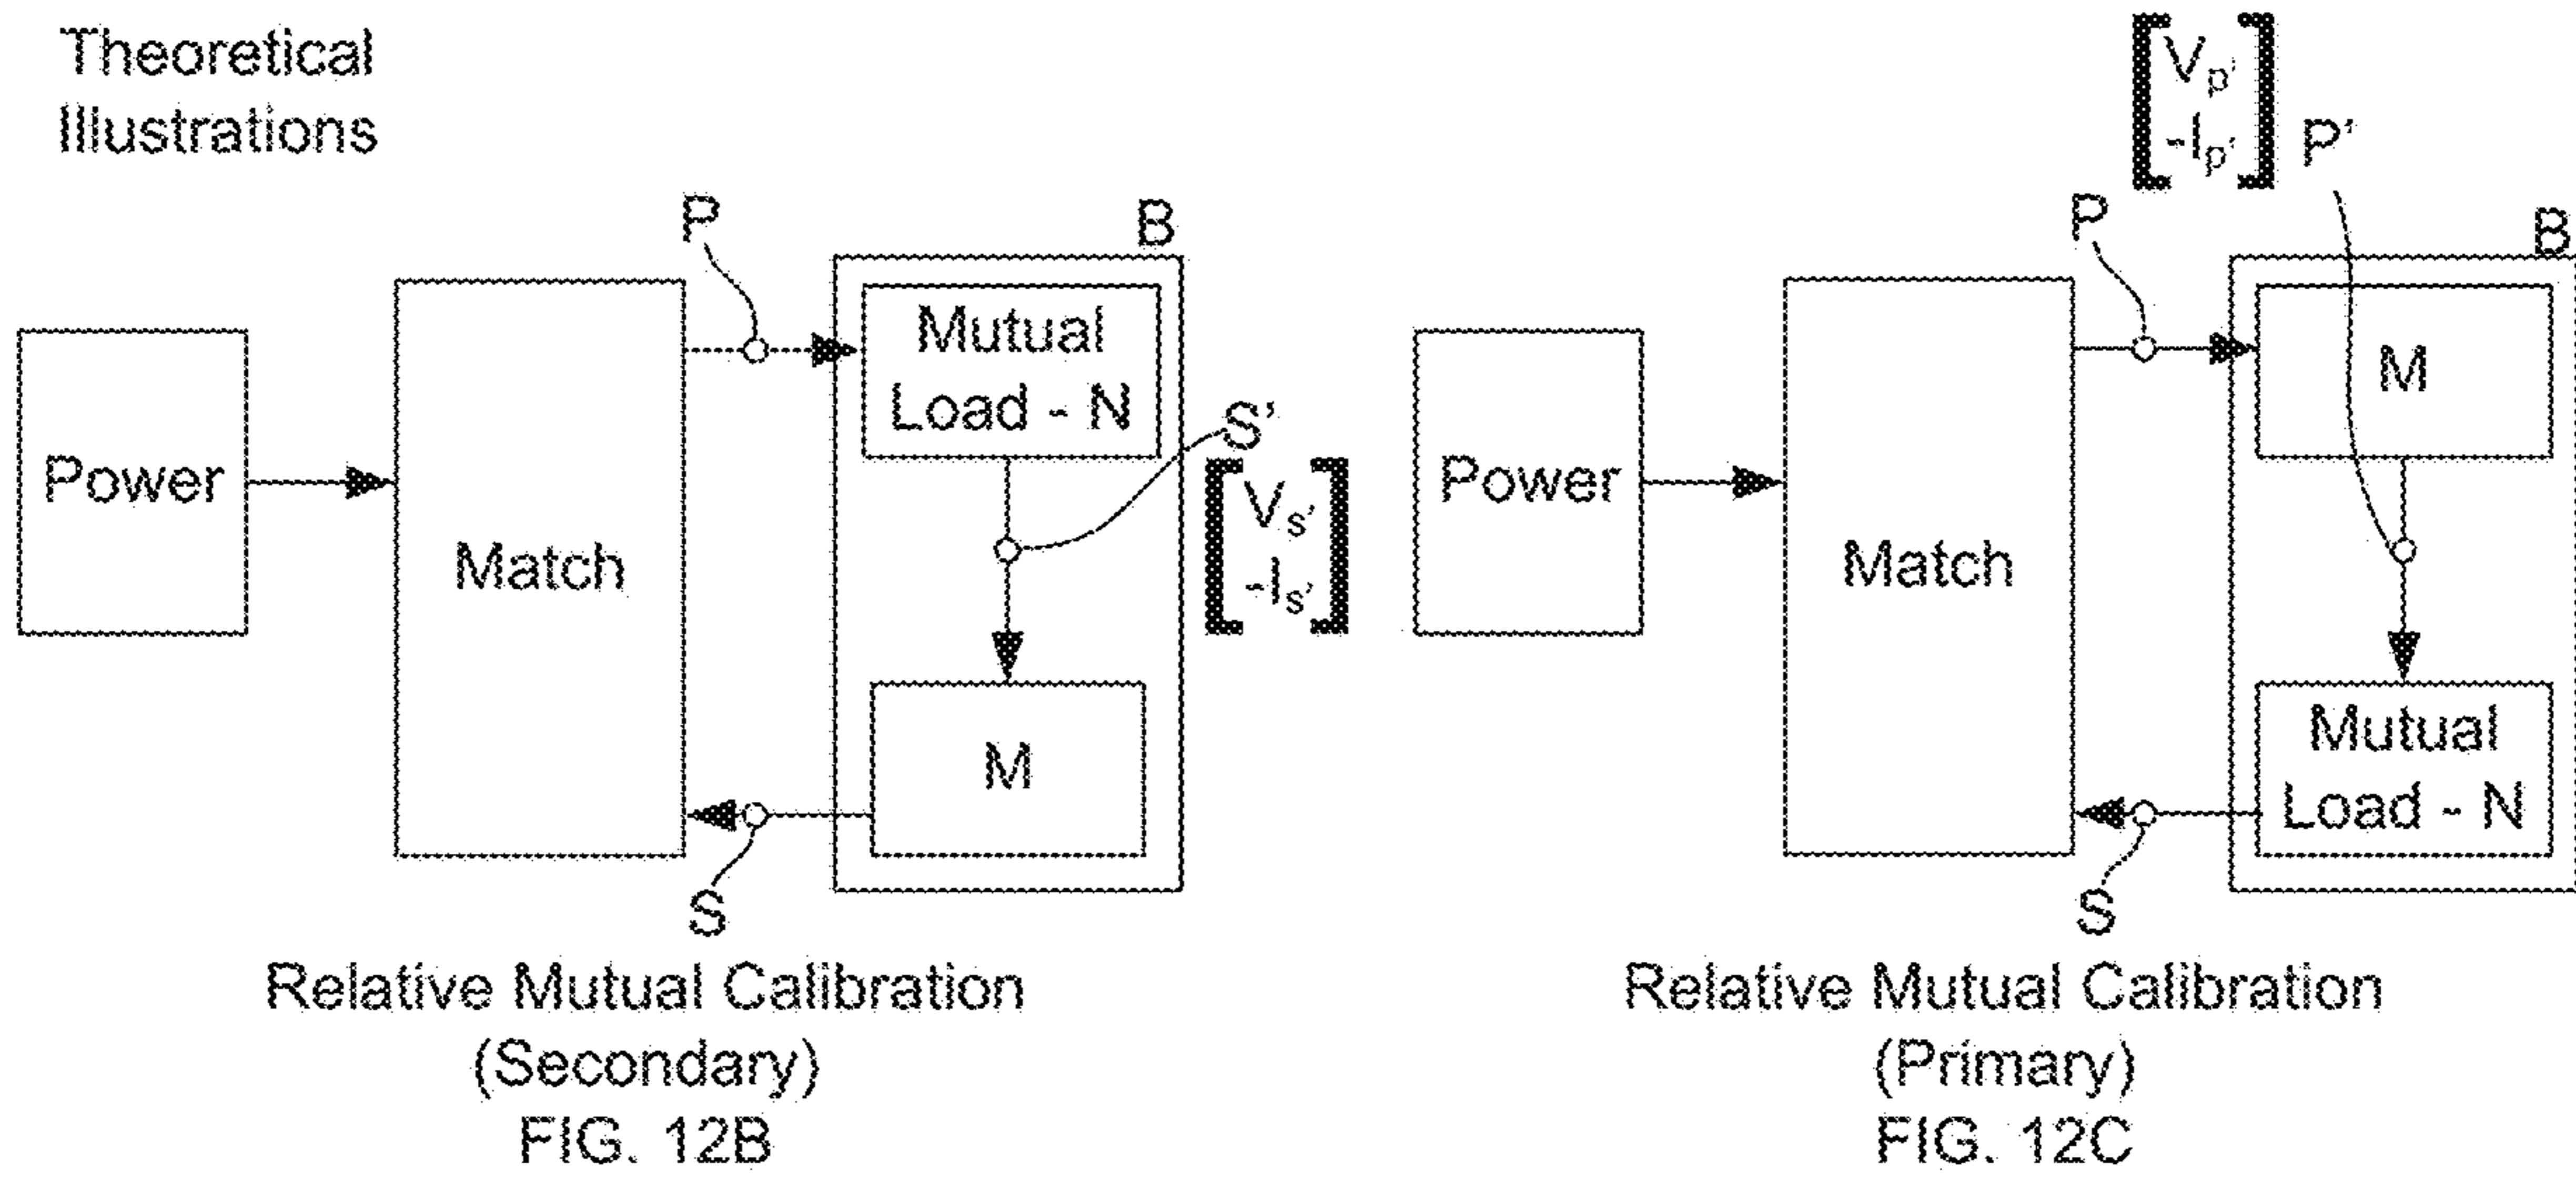 Theoretical
Illustrations
P
B
Power
Match
Mutual
Load - N
S'
Vs'
-Is'
M
S
Relative Mutual Calibration
(Secondary)
FIG. 12B
Vp'
-Ip'
P'
P
B
Power
Match
M
Mutual
Load - N
S
Relative Mutual Calibration
(Primary)
FIG. 12C